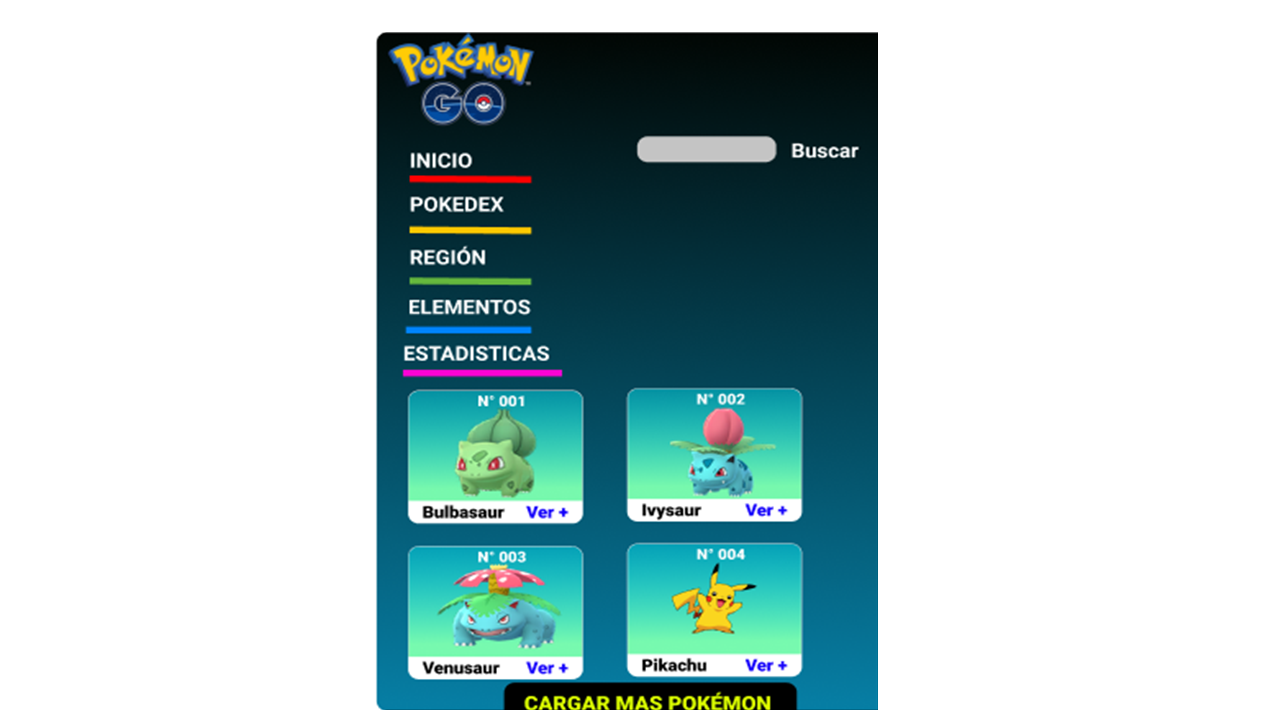 POKÉMON
GO
Buscar
INICIO
POKEDEX
REGIÓN
ELEMENTOS
ESTADISTICAS
N° 001
Bulbasaur Ver +
N° 002
Ivysaur Ver +
N° 003
Venusaur Ver +
N° 004
Pikachu Ver +
CARGAR MAS POKÉMON